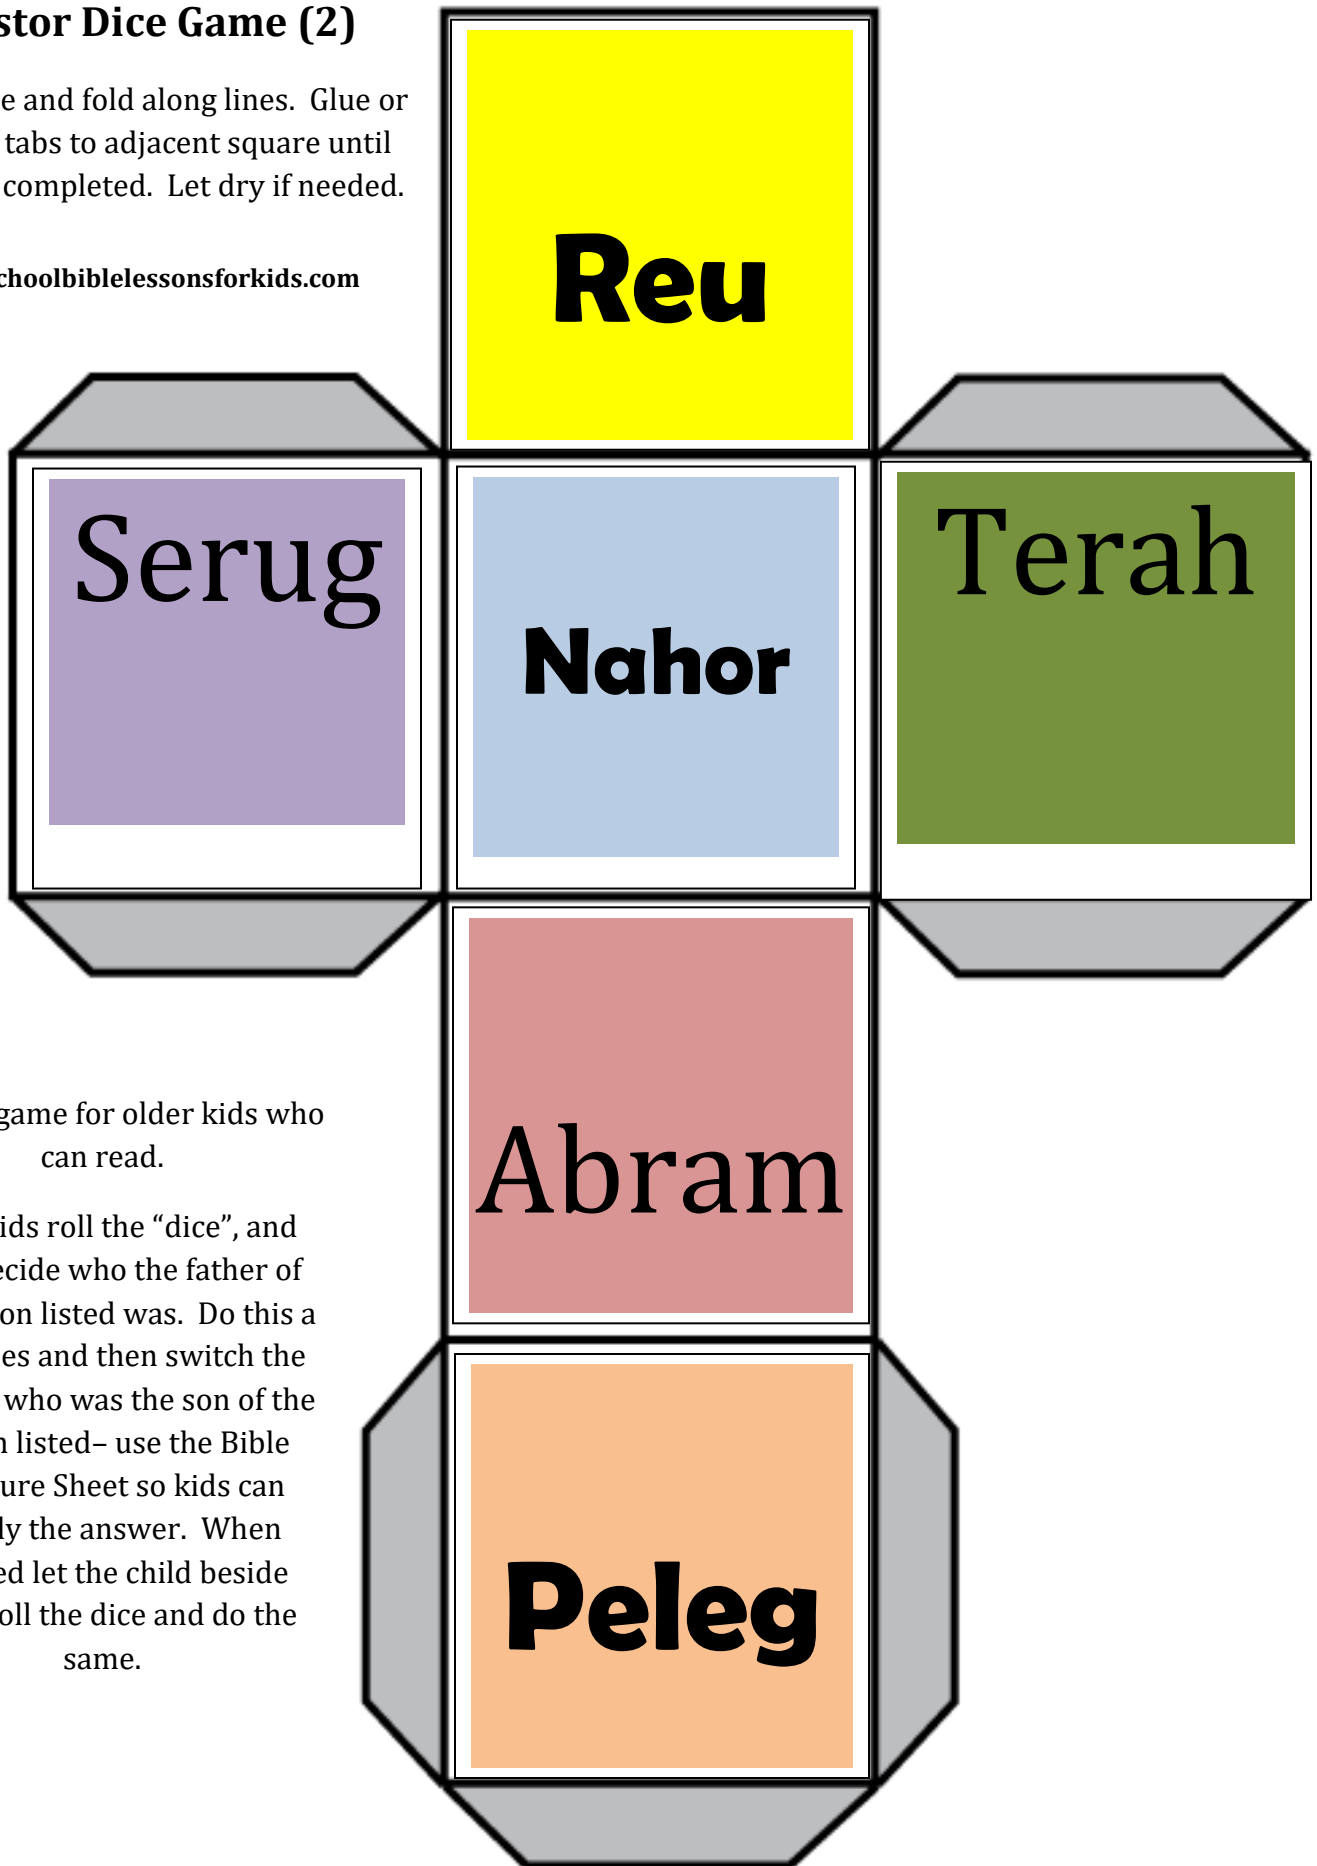 stor Dice Game (2)
e and fold along lines.  Glue or
tabs to adjacent square until
completed.  Let dry if needed.
choolbiblelessonsforkids.com
Reu
Serug
Nahor
Terah
Abram
Peleg
game for older kids who
can read.
ids roll the “dice”, and
ecide who the father of
on listed was.  Do this a
es and then switch the
who was the son of the
n listed– use the Bible
ure Sheet so kids can
ly the answer.  When
ed let the child beside
oll the dice and do the
same.